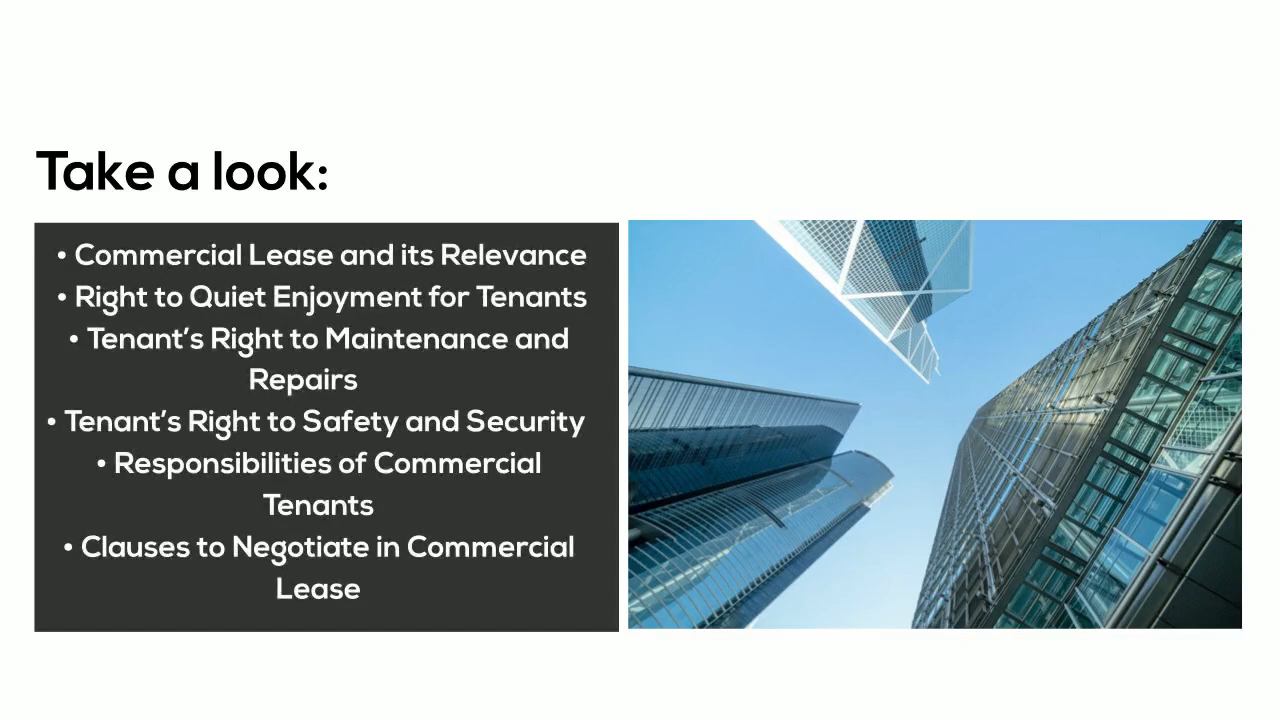 Take a look:
• Commercial Lease and its Relevance
• Right to Quiet Enjoyment for Tenants
• Tenant’s Right to Maintenance and
Repairs
• Tenant’s Right to Safety and Security
• Responsibilities of Commercial
Tenants
• Clauses to Negotiate in Commercial
Lease